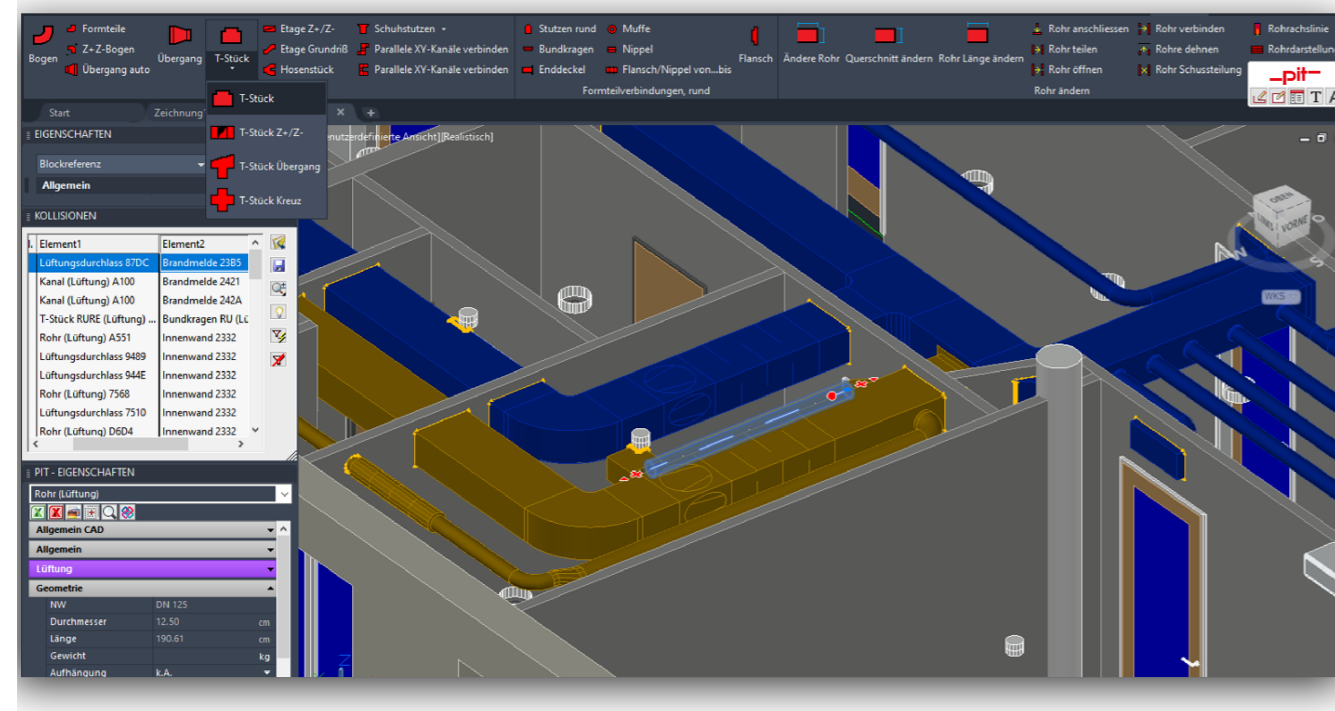 Formteile
Z+Z-Bogen
Übergang auto
Bogen
Übergang
T-Stück
Etage Z+/Z-
Etage Grundriß
Hosenstück
Schuhstutzen
Parallele XY-Kanäle verbinden
Parallele XY-Kanäle verbinden
Stutzen rund
Bundkragen
Enddeckel
Muffe
Nippel
Flansch/Nippel von...bis
Flansch
Formteilverbindungen, rund
Ändere Rohr
Querschnitt ändern
Rohr Länge ändern
Rohr anschliessen
Rohr teilen
Rohr öffnen
Rohr verbinden
Rohre dehnen
Rohr Schussteilung
Rohr ändern
Rohrachslinie
Rohrdarstellun
pit
T
T-Stück
T-Stück Z+/Z-
T-Stück Übergang
T-Stück Kreuz
Start
Zeichnung
enutzerdefinierte Ansicht][Realistisch]
EIGENSCHAFTEN
Blockreferenz
Allgemein
KOLLISIONEN
Element1 Element2
Lüftungsdurchlass 87DC Brandmelde 23B5
Kanal (Lüftung) A100 Brandmelde 2421
Kanal (Lüftung) A100 Brandmelde 242A
T-Stück RURE (Lüftung) ... Bundkragen RU (Lü
Rohr (Lüftung) A551 Innenwand 2332
Lüftungsdurchlass 9489 Innenwand 2332
Lüftungsdurchlass 944E Innenwand 2332
Rohr (Lüftung) 7568 Innenwand 2332
Lüftungsdurchlass 7510 Innenwand 2332
Rohr (Lüftung) D6D4 Innenwand 2332
PIT - EIGENSCHAFTEN
Rohr (Lüftung)
Allgemein CAD
Allgemein
Lüftung
Geometrie
NW DN 125
Durchmesser 12.50 cm
Länge 190.61 cm
Gewicht kg
Aufhängung k.A.
OBEN
VORNE
N
S
WKS
Z